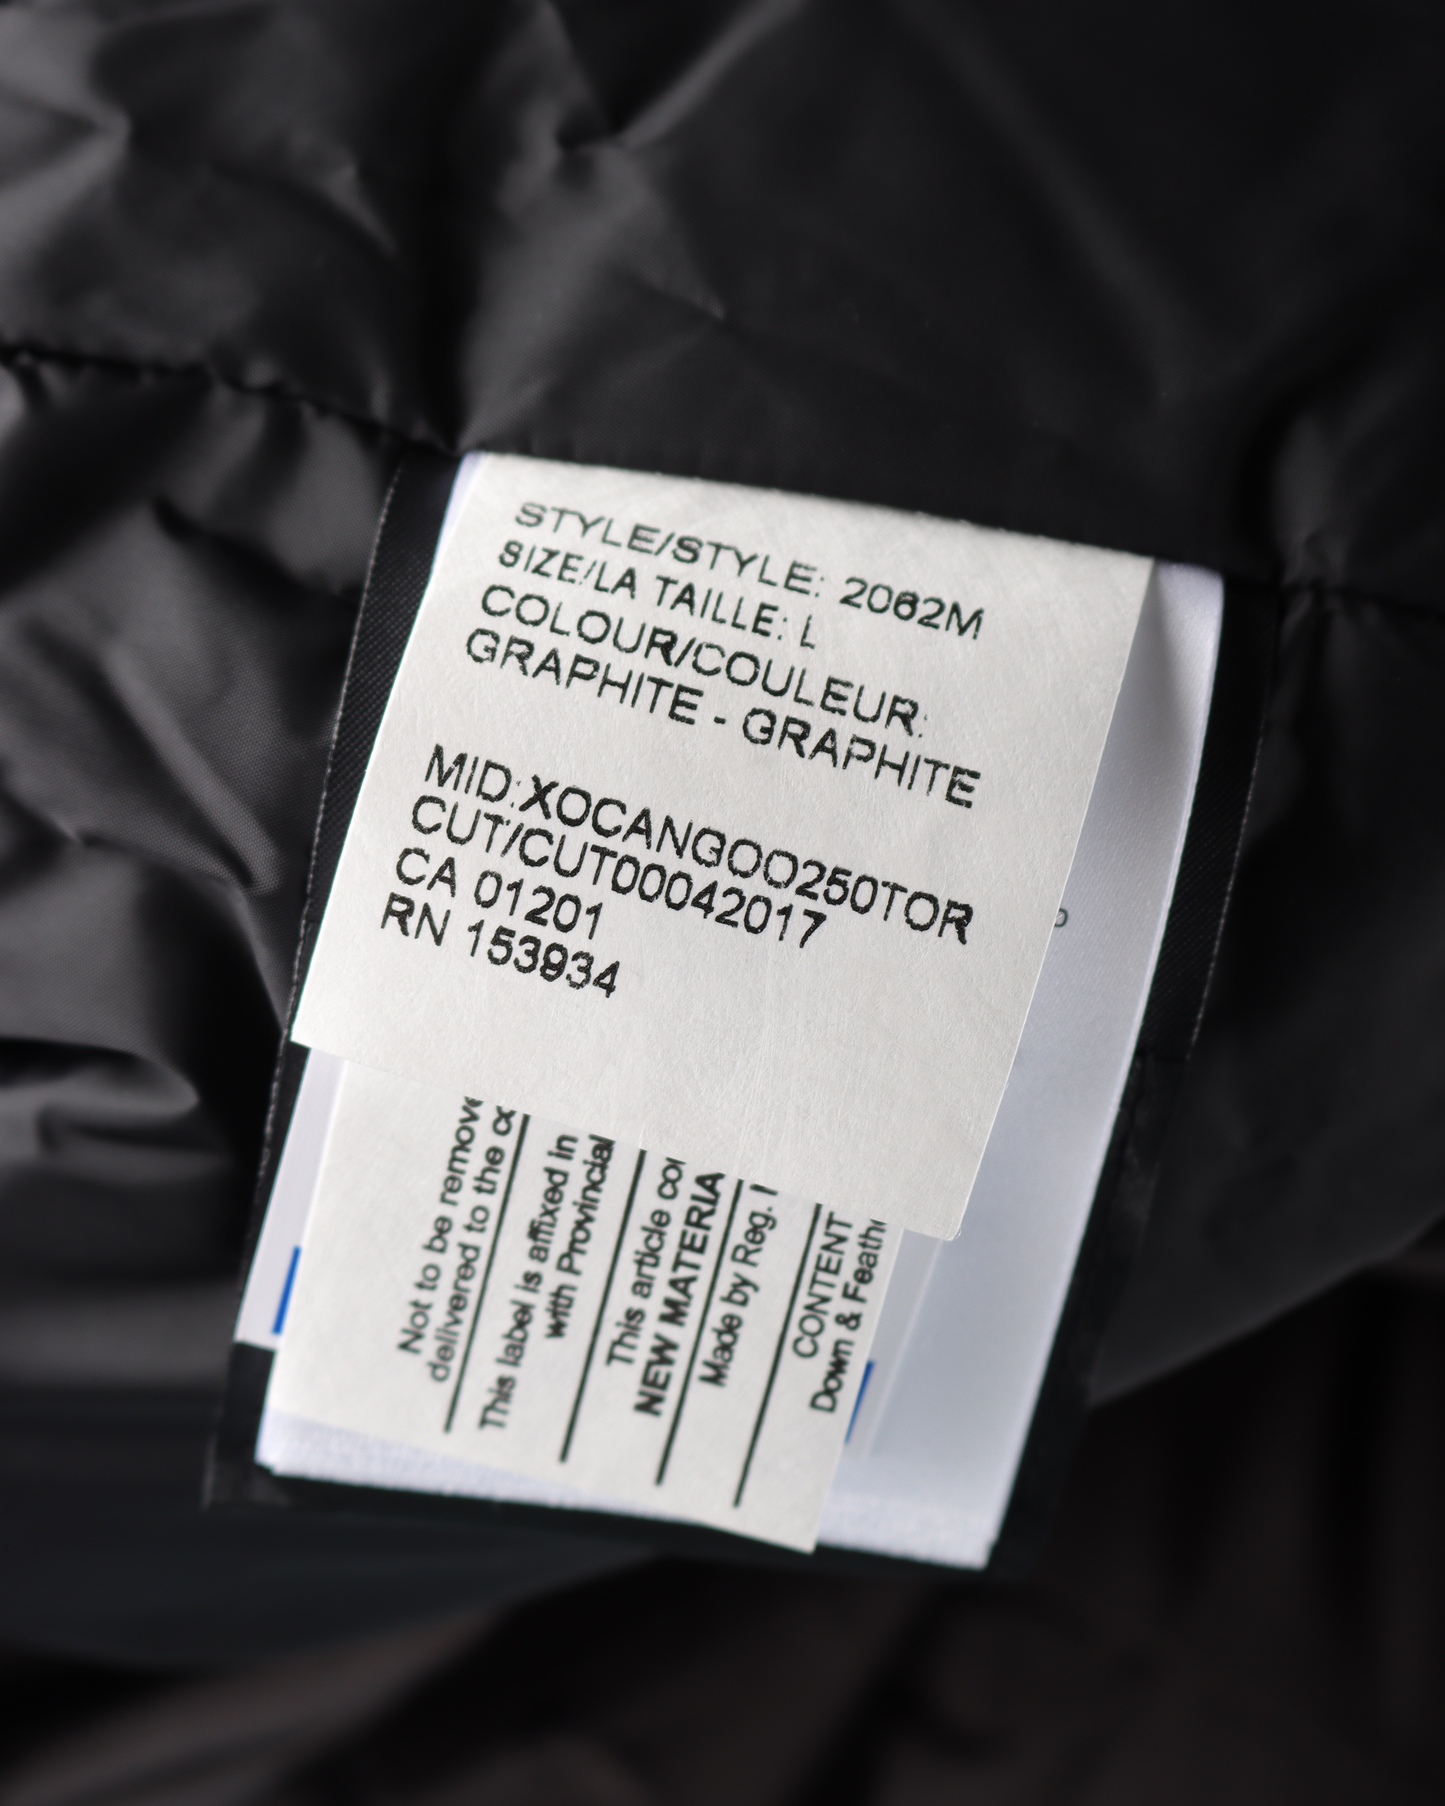 STYLE/STYLE: 2062M
SIZE/LA TAILLE: L
COLOUR/COULEUR:
GRAPHITE - GRAPHITE
MID:XOCANGOO250TOR
CUT/CUT00042017
CA 01201
RN 153934
Not to be remove
delivered to the co
This label is affixed in
with Provincial
This article co
NEW MATERIA
Made by Reg.
CONTENT
Down & Feath